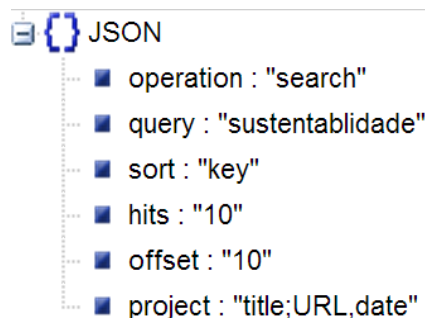 {} JSON
operation : "search"
query : "sustentablidade"
sort : "key"
hits : "10"
offset : "10"
project : "title;URL,date"